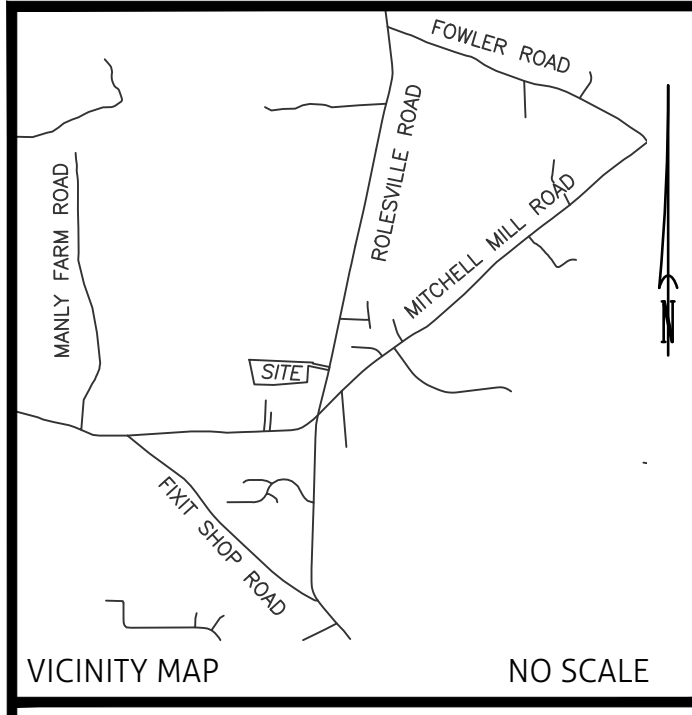 FOWLER ROAD
ROLESVILLE ROAD
MANLY FARM ROAD
MITCHELL MILL ROAD
N
SITE
FIXIT SHOP ROAD
VICINITY MAP
NO SCALE